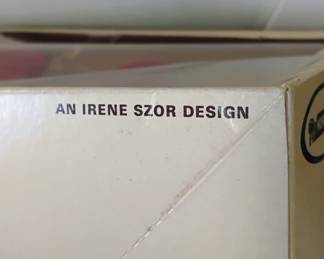 AN IRENE SZOR DESIGN